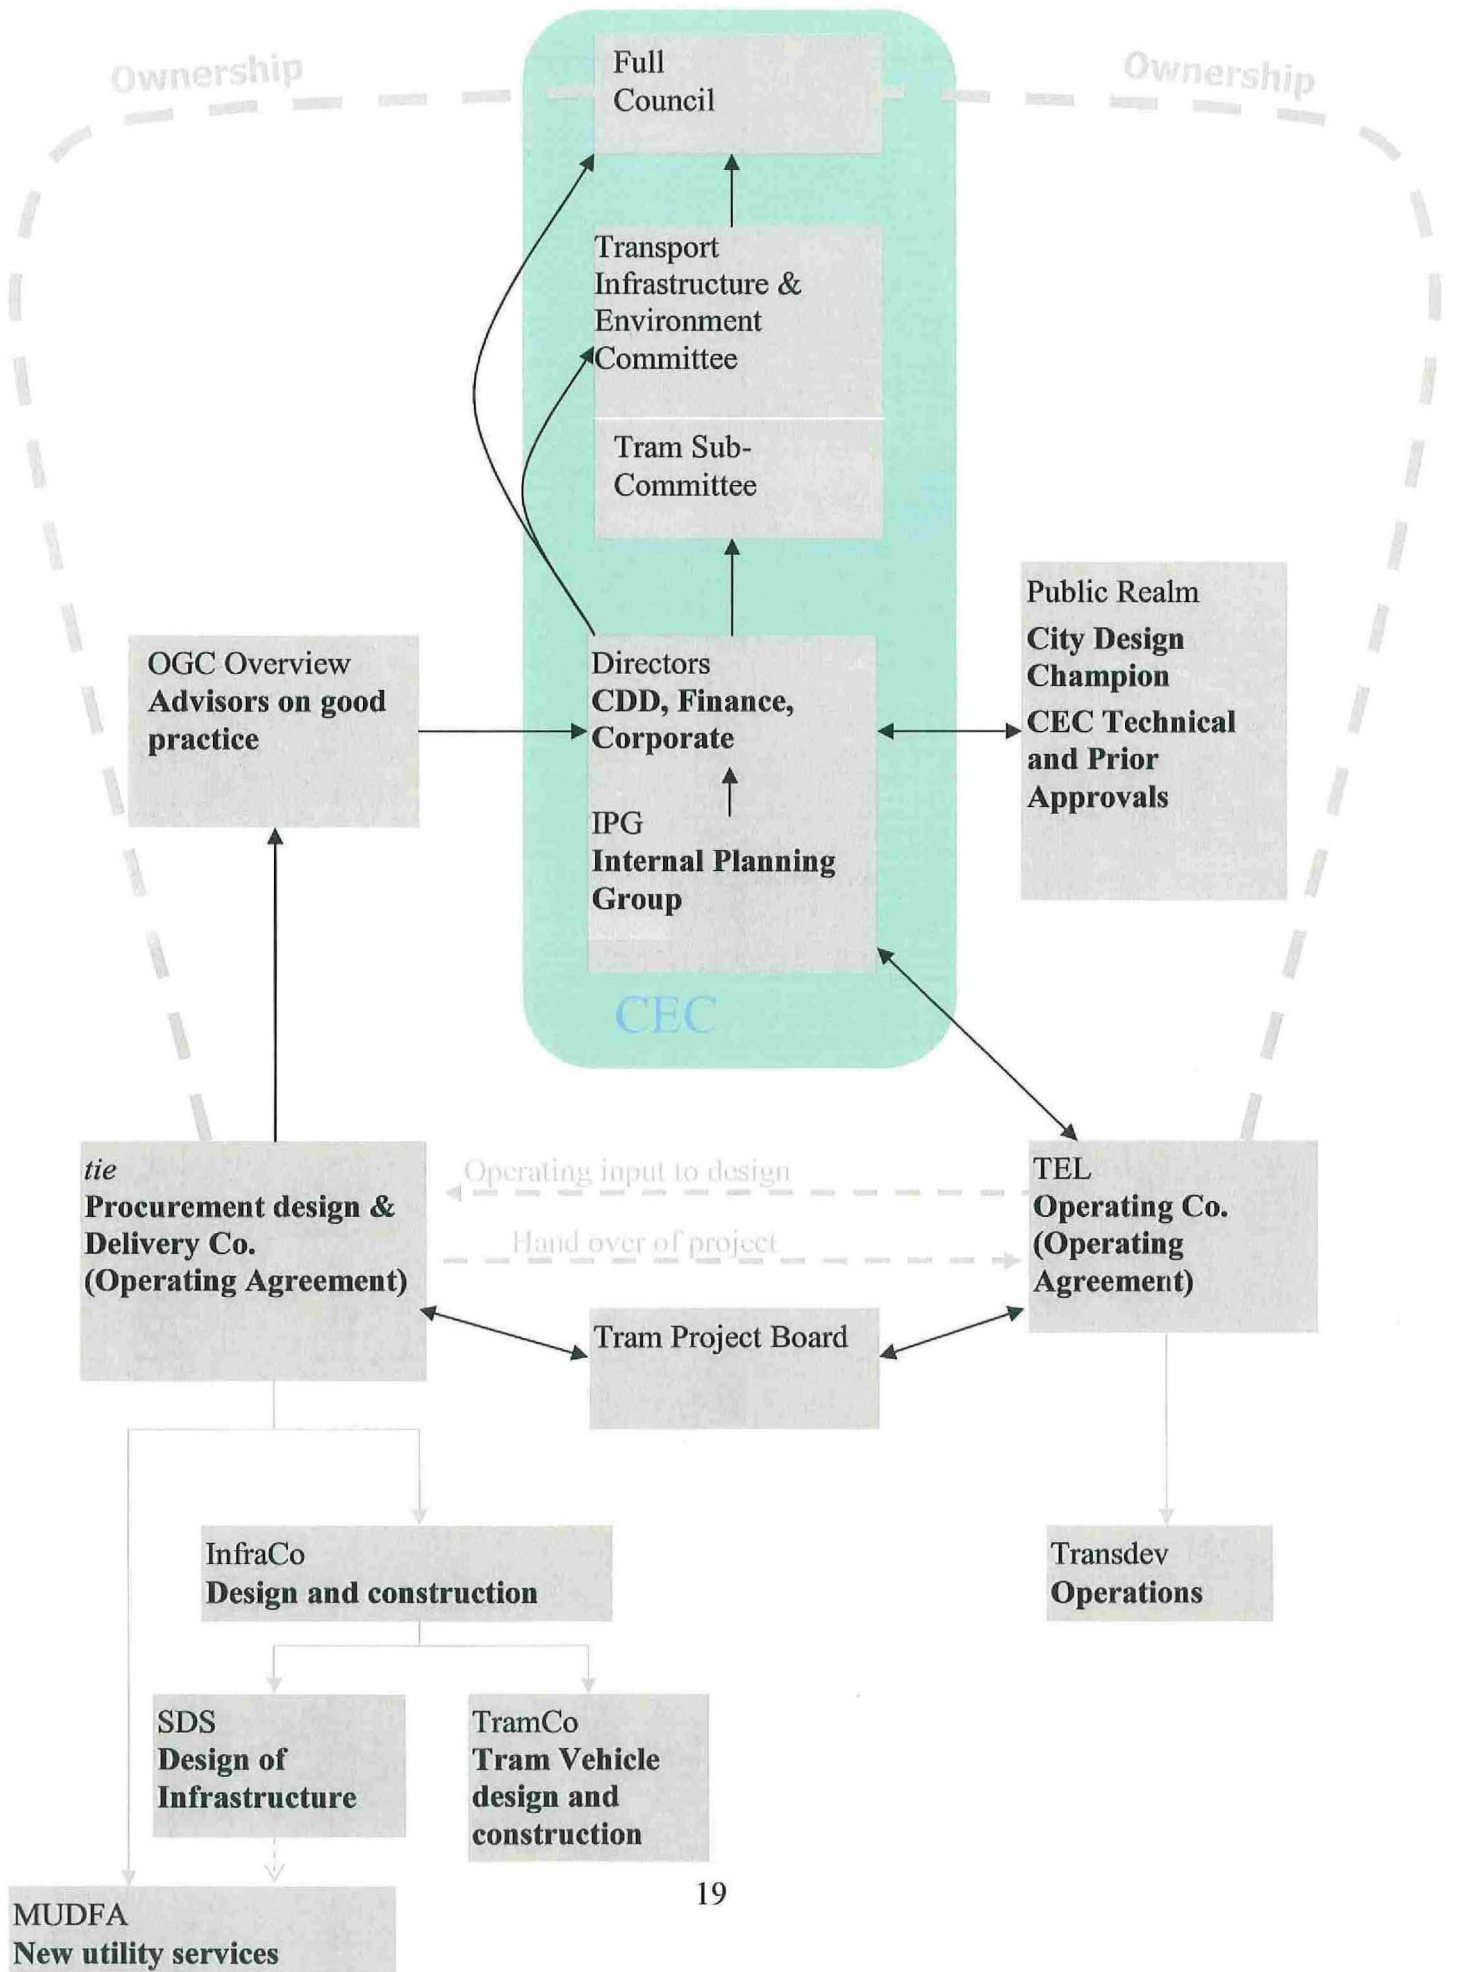 Ownership
Ownership
Full
Council
Transport
Infrastructure &
Environment
Committee
Tram Sub-
Committee
OGC Overview
Advisors on good
practice
Directors
CDD, Finance,
Corporate
IPG
Internal Planning
Group
CEC
Public Realm
City Design
Champion
CEC Technical
and Prior
Approvals
tie
Procurement design &
Delivery Co.
(Operating Agreement)
Operating input to design
Hand over of project
TEL
Operating Co.
(Operating
Agreement)
Tram Project Board
InfraCo
Design and construction
Transdev
Operations
SDS
Design of
Infrastructure
TramCo
Tram Vehicle
design and
construction
MUDFA
New utility services
19